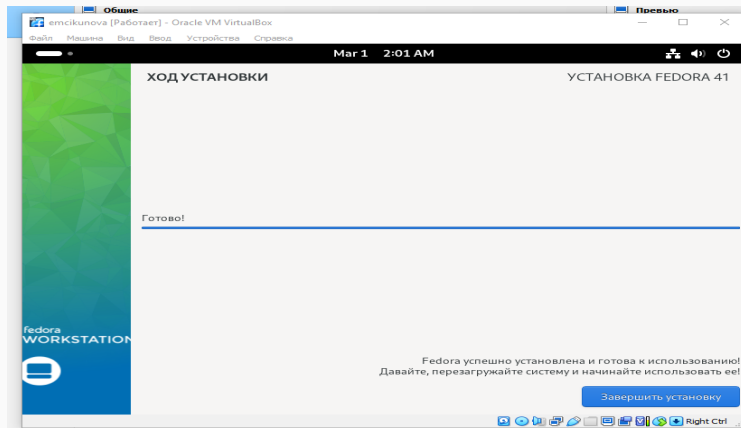 Общие
Превью
emcikunova [Работает] - Oracle VM VirtualBox
Файл Машина Вид Ввод Устройства Справка
Mar 1 2:01 AM
ХОД УСТАНОВКИ
УСТАНОВКА FEDORA 41
Готово!
fedora
WORKSTATION
Fedora успешно установлена и готова к использованию!
Давайте, перезагружайте систему и начинайте использовать ее!
Завершить установку
Right Ctrl